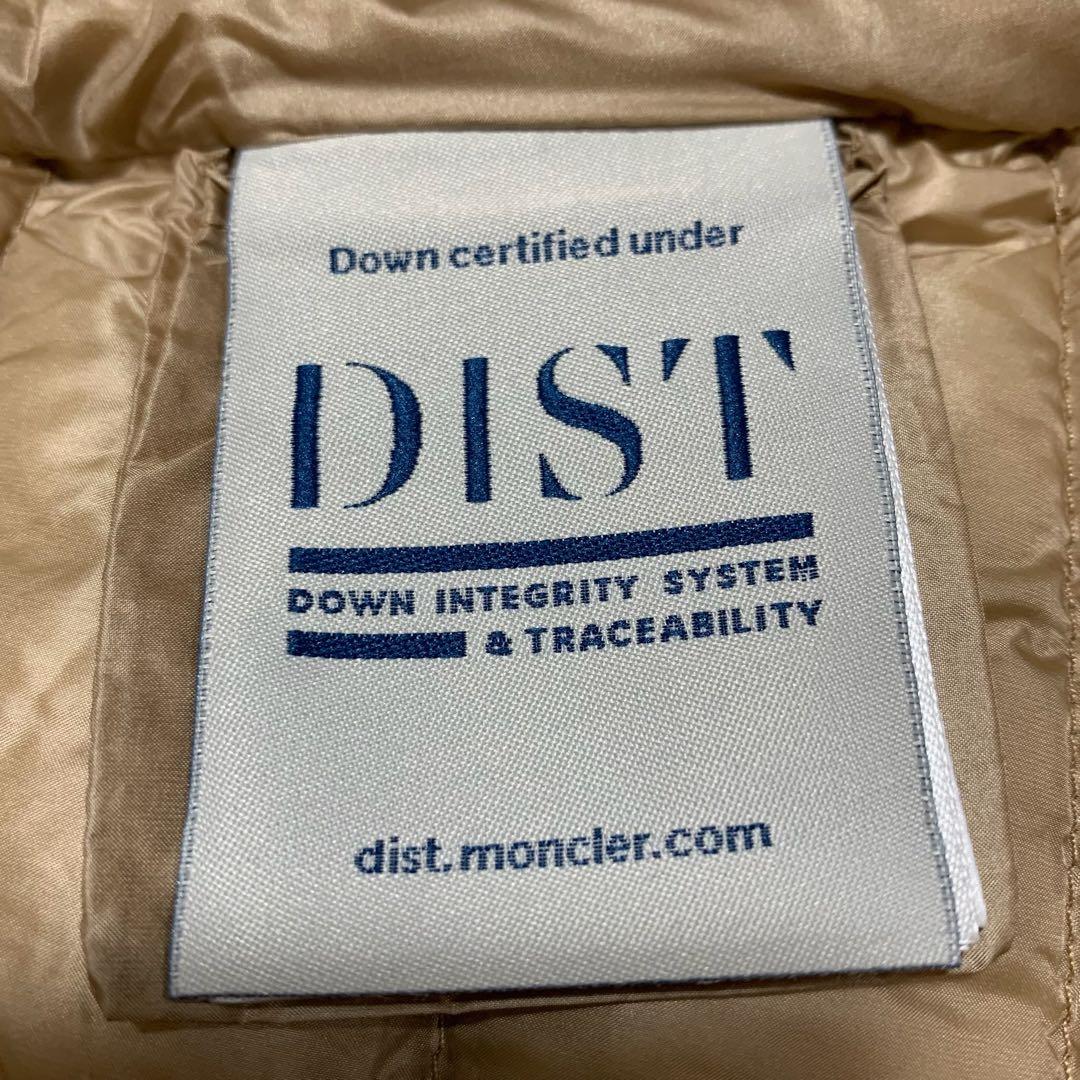 Down certified under
DIST
DOWN INTEGRITY SYSTEM
& TRACEABILITY
dist.moncler.com